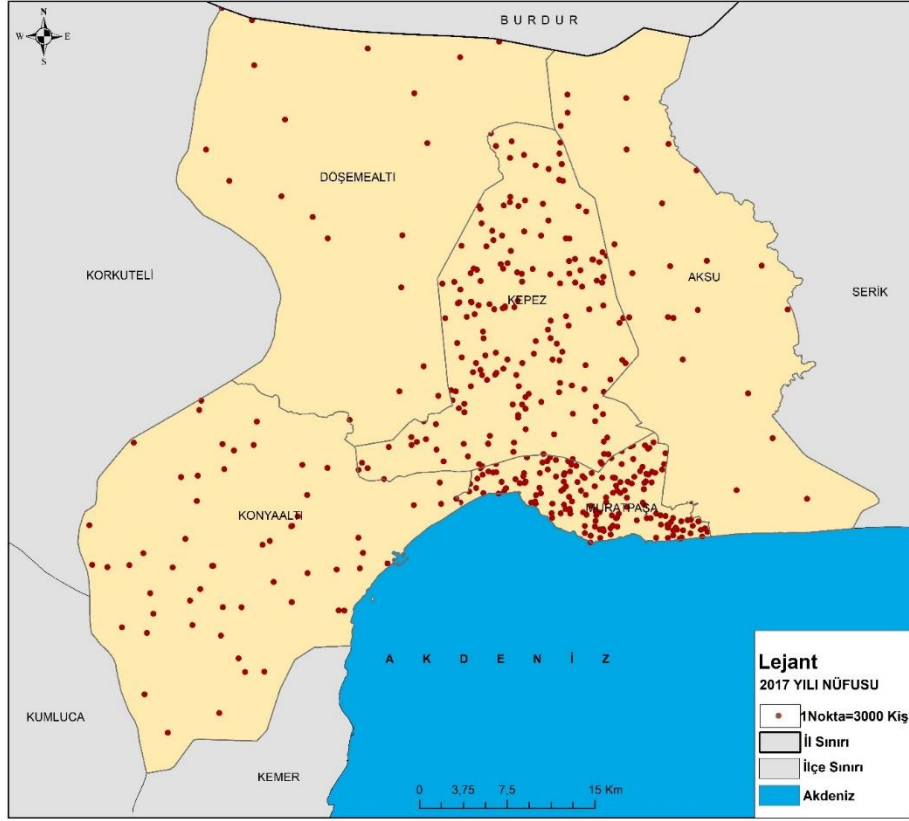 N
W E
S
BURDUR
DÖŞEMEALTI
KORKUTELİ
KEPEZ
AKSU
SERİK
KONYAALTI
MURATPAŞA
AKDENİZ
KUMLUCA
KEMER
0 3,75 7,5 15 Km
Lejant
2017 YILI NÜFUSU
1Nokta=3000 Kiş
İl Sınırı
İlçe Sınırı
Akdeniz